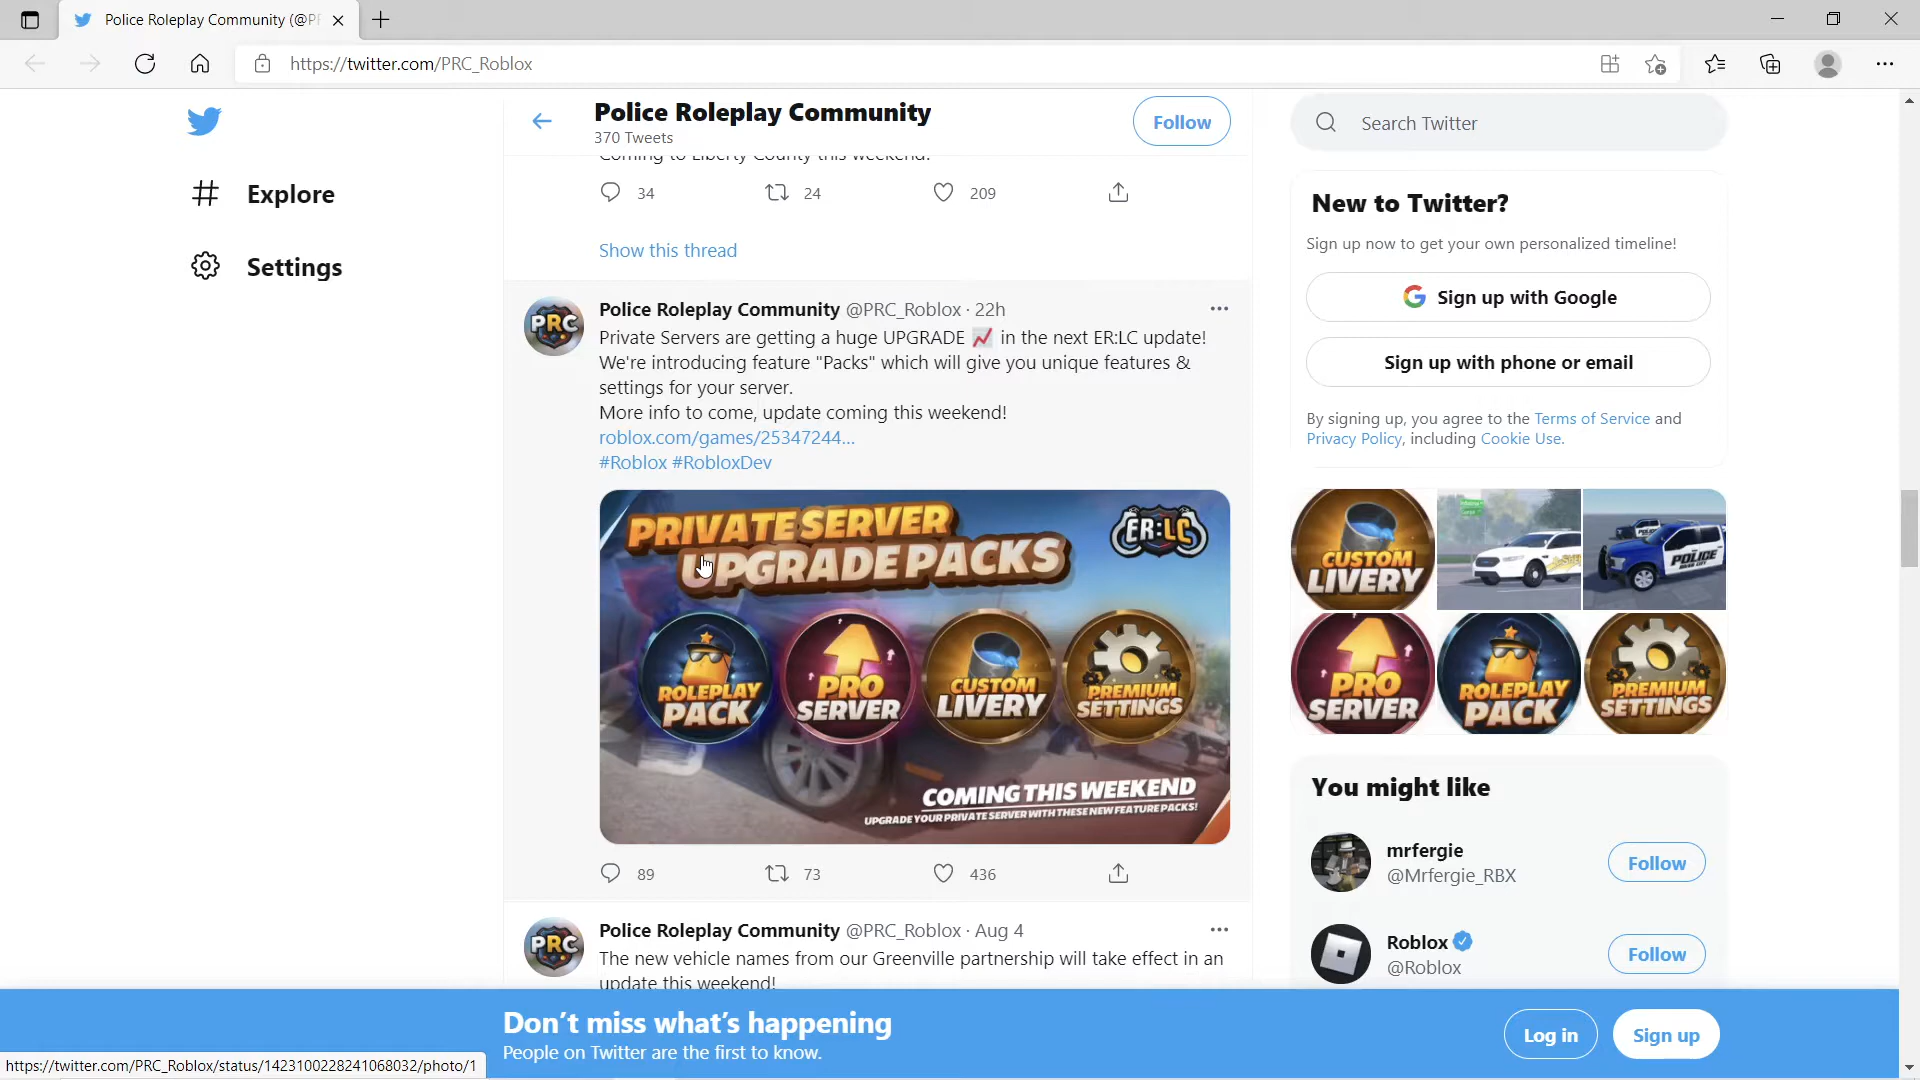 Police Roleplay Community (@PR
https://twitter.com/PRC_Roblox
Explore
Settings
Police Roleplay Community
370 Tweets
Follow
Coming to Liberty County this weekend!
34 24 209
Show this thread
PRC
Police Roleplay Community @PRC_Roblox · 22h
Private Servers are getting a huge UPGRADE 📈 in the next ER:LC update!
We're introducing feature "Packs" which will give you unique features &
settings for your server.
More info to come, update coming this weekend!
roblox.com/games/25347244...
#Roblox #RobloxDev
PRIVATE SERVER
UPGRADE PACKS
ER:LC
ROLEPLAY
PACK
PRO
SERVER
CUSTOM
LIVERY
PREMIUM
SETTINGS
COMING THIS WEEKEND
UPGRADE YOUR PRIVATE SERVER WITH THESE NEW FEATURE PACKS!
89 73 436
PRC
Police Roleplay Community @PRC_Roblox · Aug 4
The new vehicle names from our Greenville partnership will take effect in an
update this weekend!
Search Twitter
New to Twitter?
Sign up now to get your own personalized timeline!
Sign up with Google
Sign up with phone or email
By signing up, you agree to the Terms of Service and
Privacy Policy, including Cookie Use.
CUSTOM
LIVERY
POLICE
PRO
SERVER
ROLEPLAY
PACK
PREMIUM
SETTINGS
You might like
mrfergie
@Mrfergie_RBX
Follow
Roblox
@Roblox
Follow
Don't miss what's happening
People on Twitter are the first to know.
Log in
Sign up
https://twitter.com/PRC_Roblox/status/1423100228241068032/photo/1